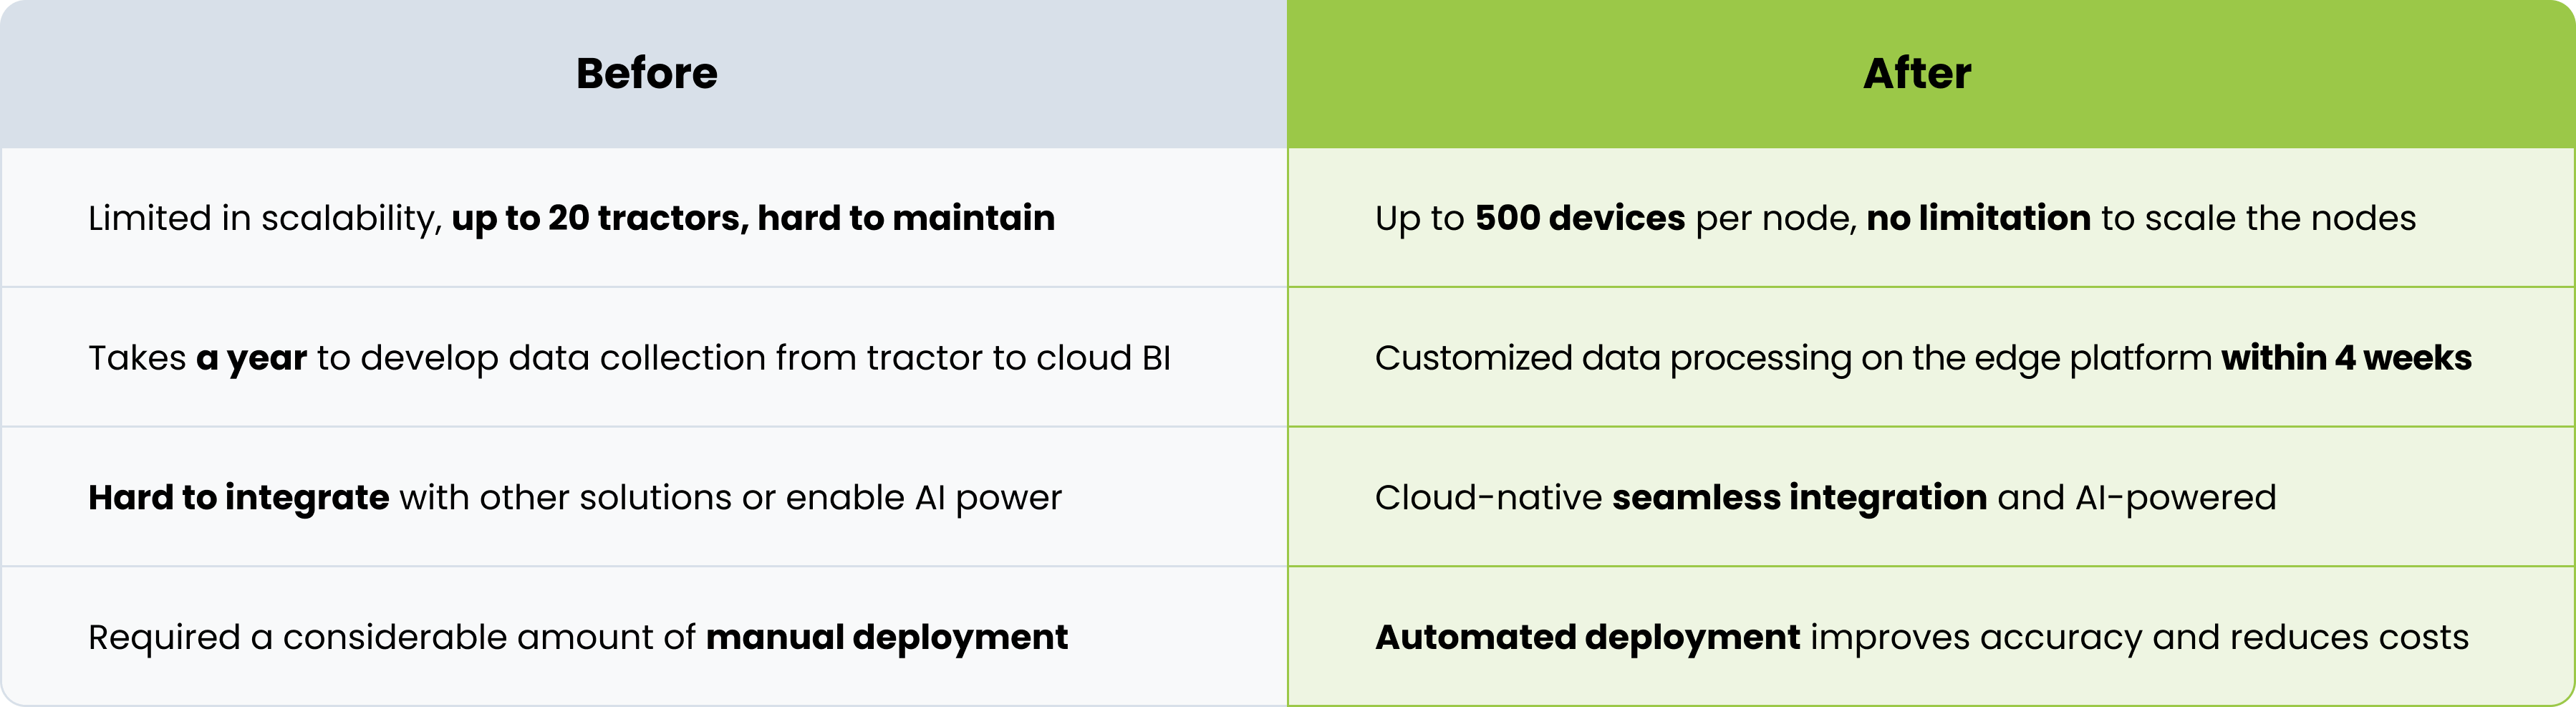 Before
After
Limited in scalability, up to 20 tractors, hard to maintain
Up to 500 devices per node, no limitation to scale the nodes
Takes a year to develop data collection from tractor to cloud BI
Customized data processing on the edge platform within 4 weeks
Hard to integrate with other solutions or enable AI power
Cloud-native seamless integration and AI-powered
Required a considerable amount of manual deployment
Automated deployment improves accuracy and reduces costs